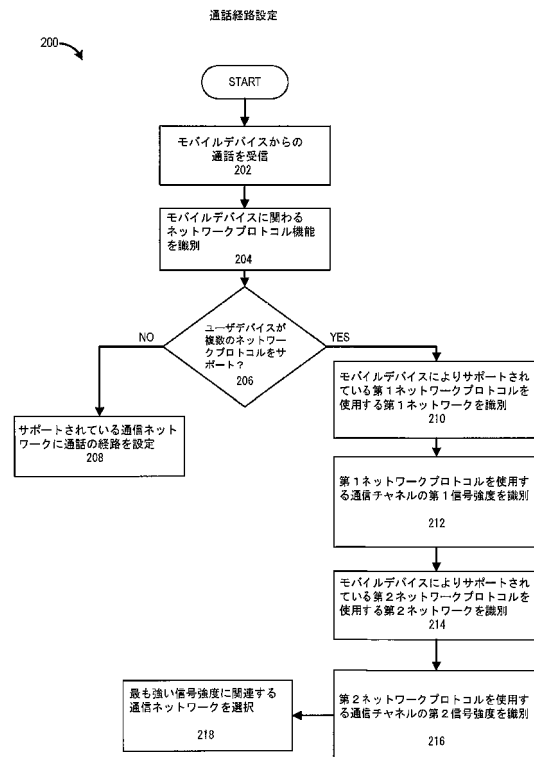 通話経路設定
200
START
モバイルデバイスからの
通話を受信
202
モバイルデバイスに関わる
ネットワークプロトコル機能
を識別
204
ユーザデバイスが
複数のネットワー
クプロトコルをサ
ポート?
206
NO
YES
サポートされている通信ネット
ワークに通話の経路を設定
208
モバイルデバイスによりサポートされ
ている第1ネットワークプロトコルを
使用する第1ネットワークを識別
210
第1ネットワークプロトコルを使用す
る通信チャネルの第1信号強度を識別
212
モバイルデバイスによりサポートされ
ている第2ネットワークプロトコルを
使用する第2ネットワークを識別
214
第2ネットワークプロトコルを使用す
る通信チャネルの第2信号強度を識別
216
最も強い信号強度に関連する
通信ネットワークを選択
218